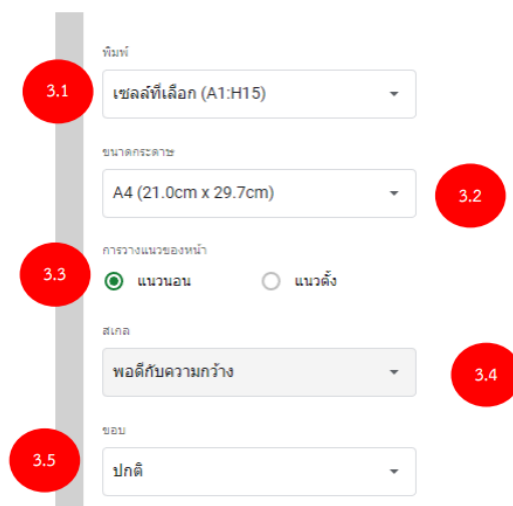 พิมพ์
3.1
เซลล์ที่เลือก (A1:H15)
ขนาดกระดาษ
A4 (21.0cm x 29.7cm)
3.2
การวางแนวของหน้า
3.3
แนวนอน
แนวตั้ง
สเกล
พอดีกับความกว้าง
3.4
ขอบ
3.5
ปกติ